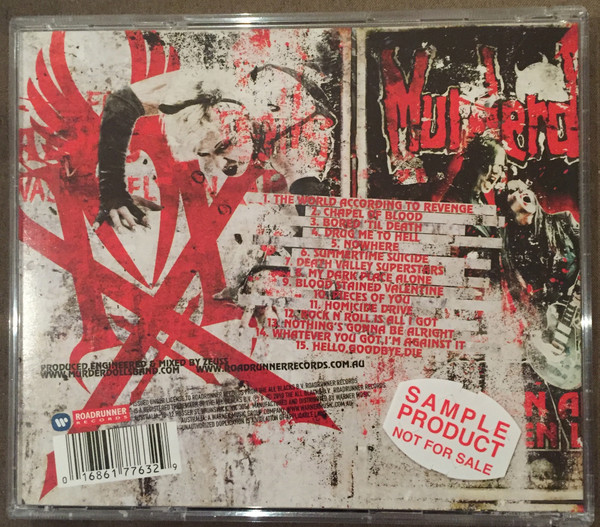 Murderd
1. THE WORLD ACCORDING TO REVENGE
2. CHAPEL OF BLOOD
3. BORED 'TIL DEATH
4. DRUG ME TO HELL
5. NOWHERE
6. SUMMERTIME SUICIDE
7. DEATH VALLEY SUPERSTARS
8. MY DARK PLACE ALONE
9. BLOOD STAINED VALENTINE
10. PIECES OF YOU
11. HOMICIDE DRIVE
12. ROCK N ROLL IS ALL I GOT
13. NOTHING'S GONNA BE ALRIGHT
14. WHATEVER YOU GOT, I'M AGAINST IT
15. HELLO, GOODBYE, DIE
PRODUCED, ENGINEERED & MIXED BY ZEUSS
WWW.MURDERDOLLSBAND.COM WWW.ROADRUNNERRECORDS.COM.AU
ROADRUNNER
RECORDS
0 16861 77632 9
SAMPLE
PRODUCT
NOT FOR SALE